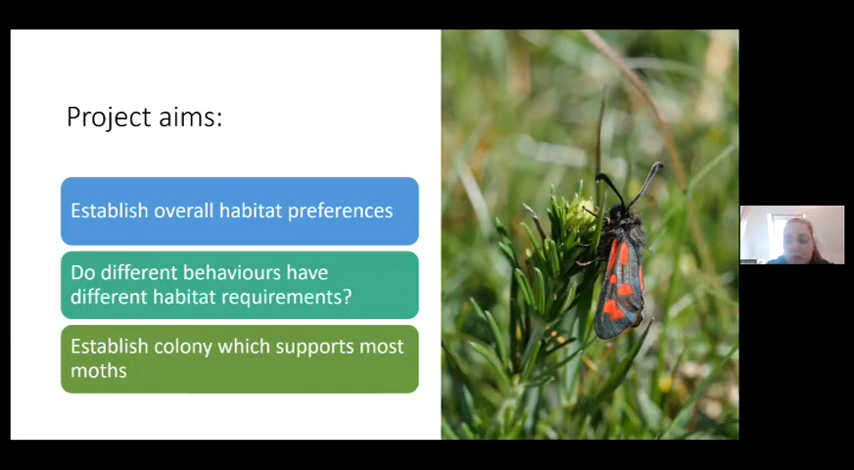 Project aims:
Establish overall habitat preferences
Do different behaviours have
different habitat requirements?
Establish colony which supports most
moths